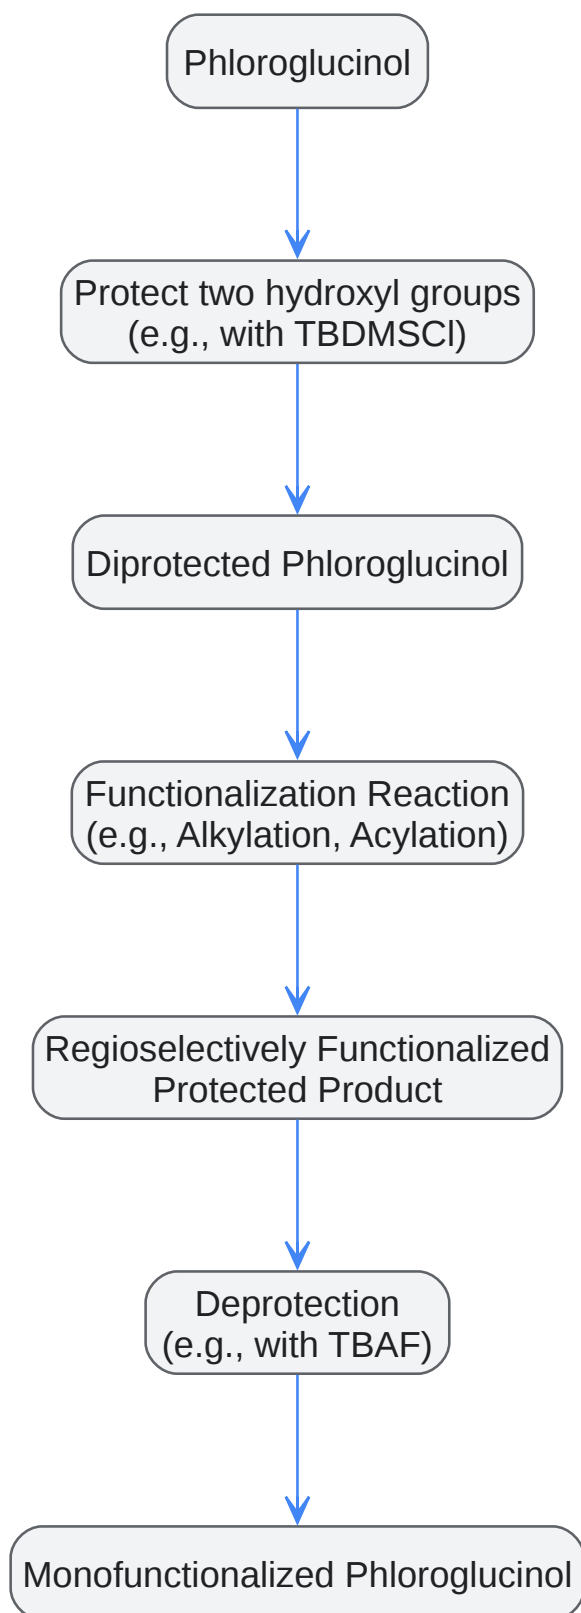 Phloroglucinol
Protect two hydroxyl groups
(e.g., with TBDMSCl)
Diprotected Phloroglucinol
Functionalization Reaction
(e.g., Alkylation, Acylation)
Regioselectively Functionalized
Protected Product
Deprotection
(e.g., with TBAF)
Monofunctionalized Phloroglucinol